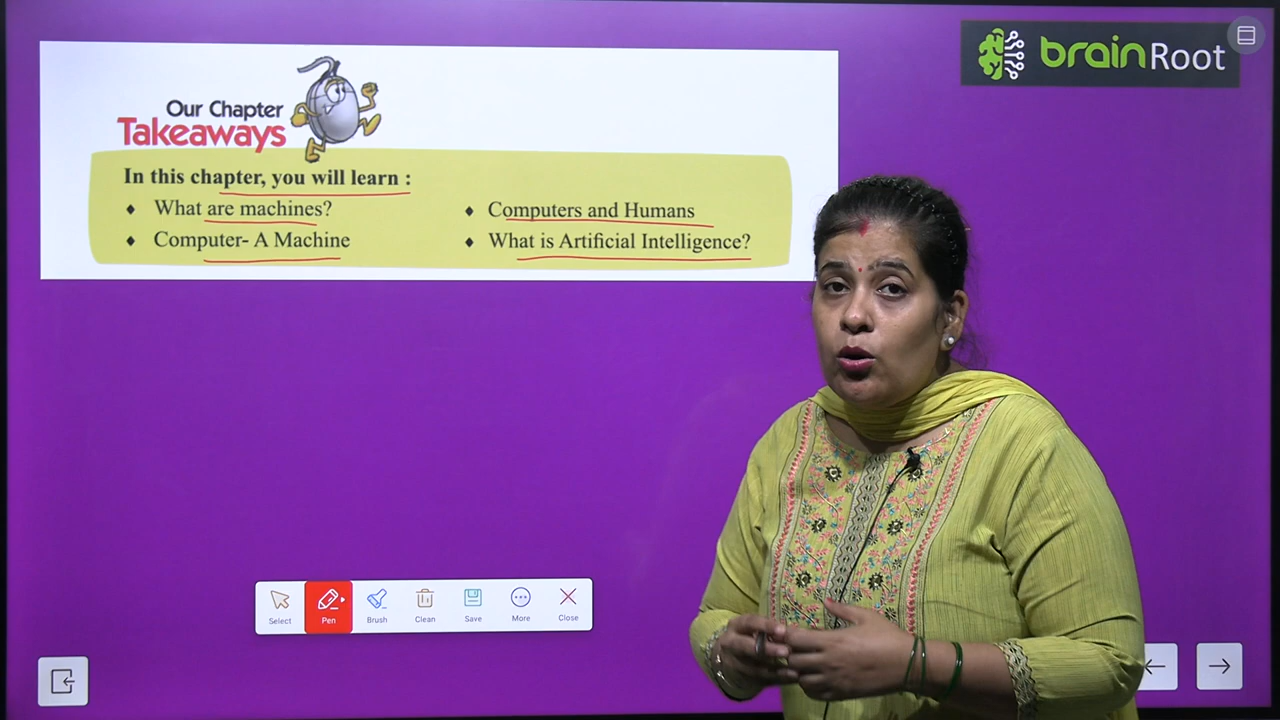 brainRoot
Our Chapter
Takeaways
In this chapter, you will learn :
♦ What are machines?
♦ Computer- A Machine
♦ Computers and Humans
♦ What is Artificial Intelligence?
Select
Pen
Brush
Clean
Save
More
Close